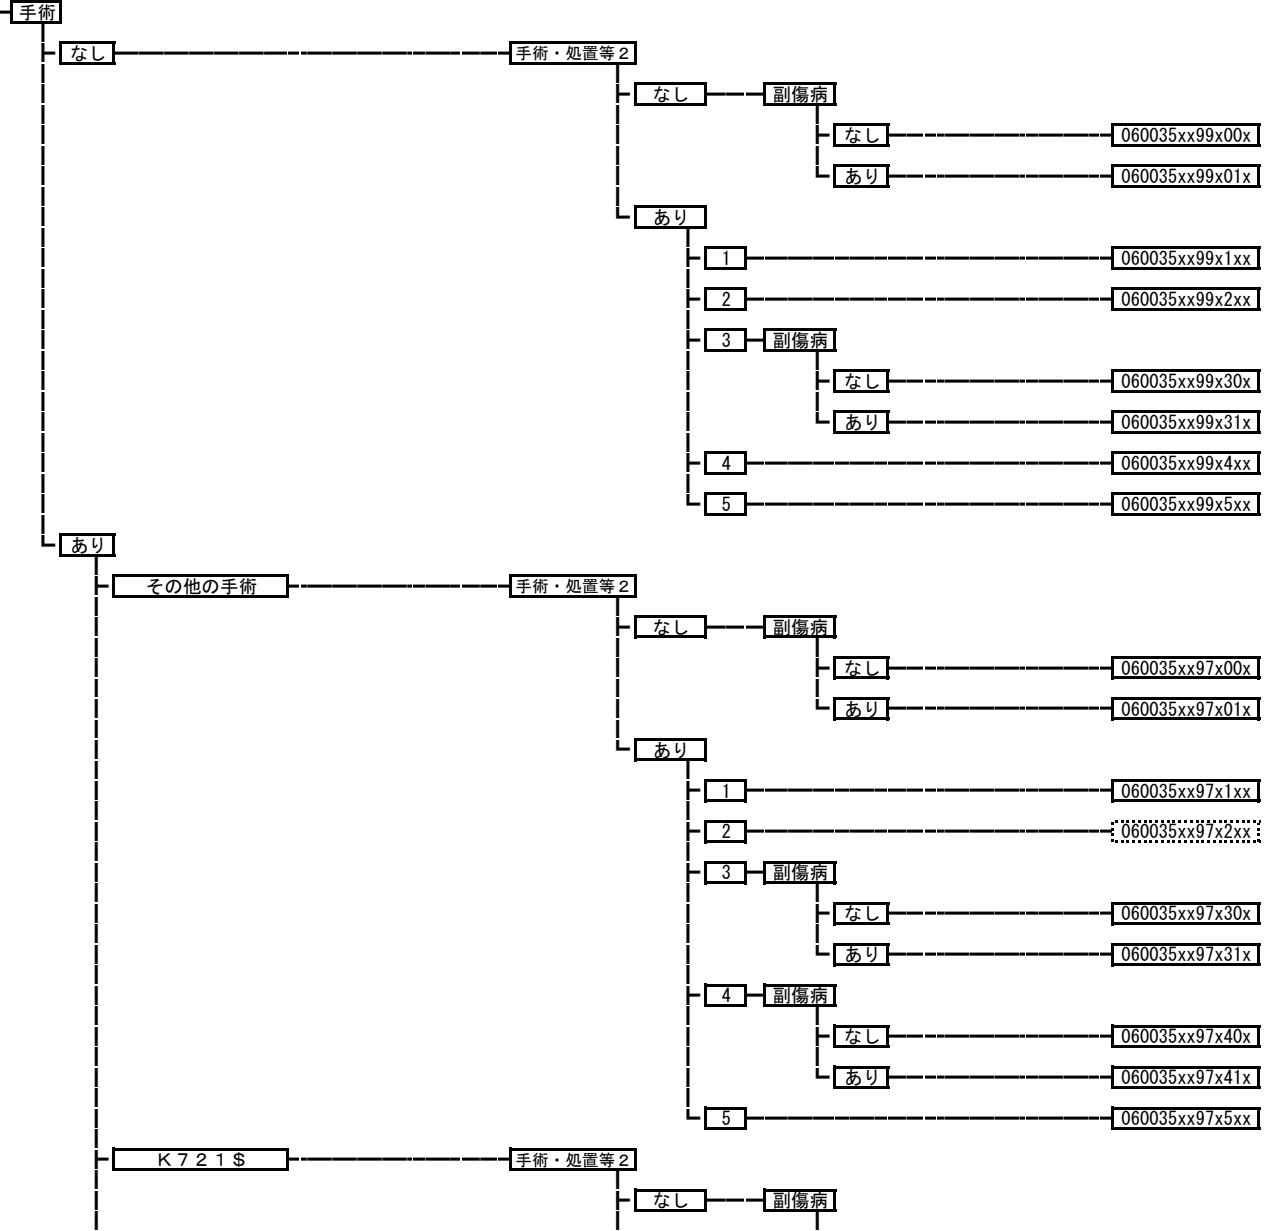 手術
なし 手術・処置等２
なし 副傷病
なし 060035xx99x00x
あり 060035xx99x01x
あり
1 060035xx99x1xx
2 060035xx99x2xx
3 副傷病
なし 060035xx99x30x
あり 060035xx99x31x
4 060035xx99x4xx
5 060035xx99x5xx
あり
その他の手術 手術・処置等２
なし 副傷病
なし 060035xx97x00x
あり 060035xx97x01x
あり
1 060035xx97x1xx
2 060035xx97x2xx
3 副傷病
なし 060035xx97x30x
あり 060035xx97x31x
4 副傷病
なし 060035xx97x40x
あり 060035xx97x41x
5 060035xx97x5xx
Ｋ７２１＄ 手術・処置等２
なし 副傷病